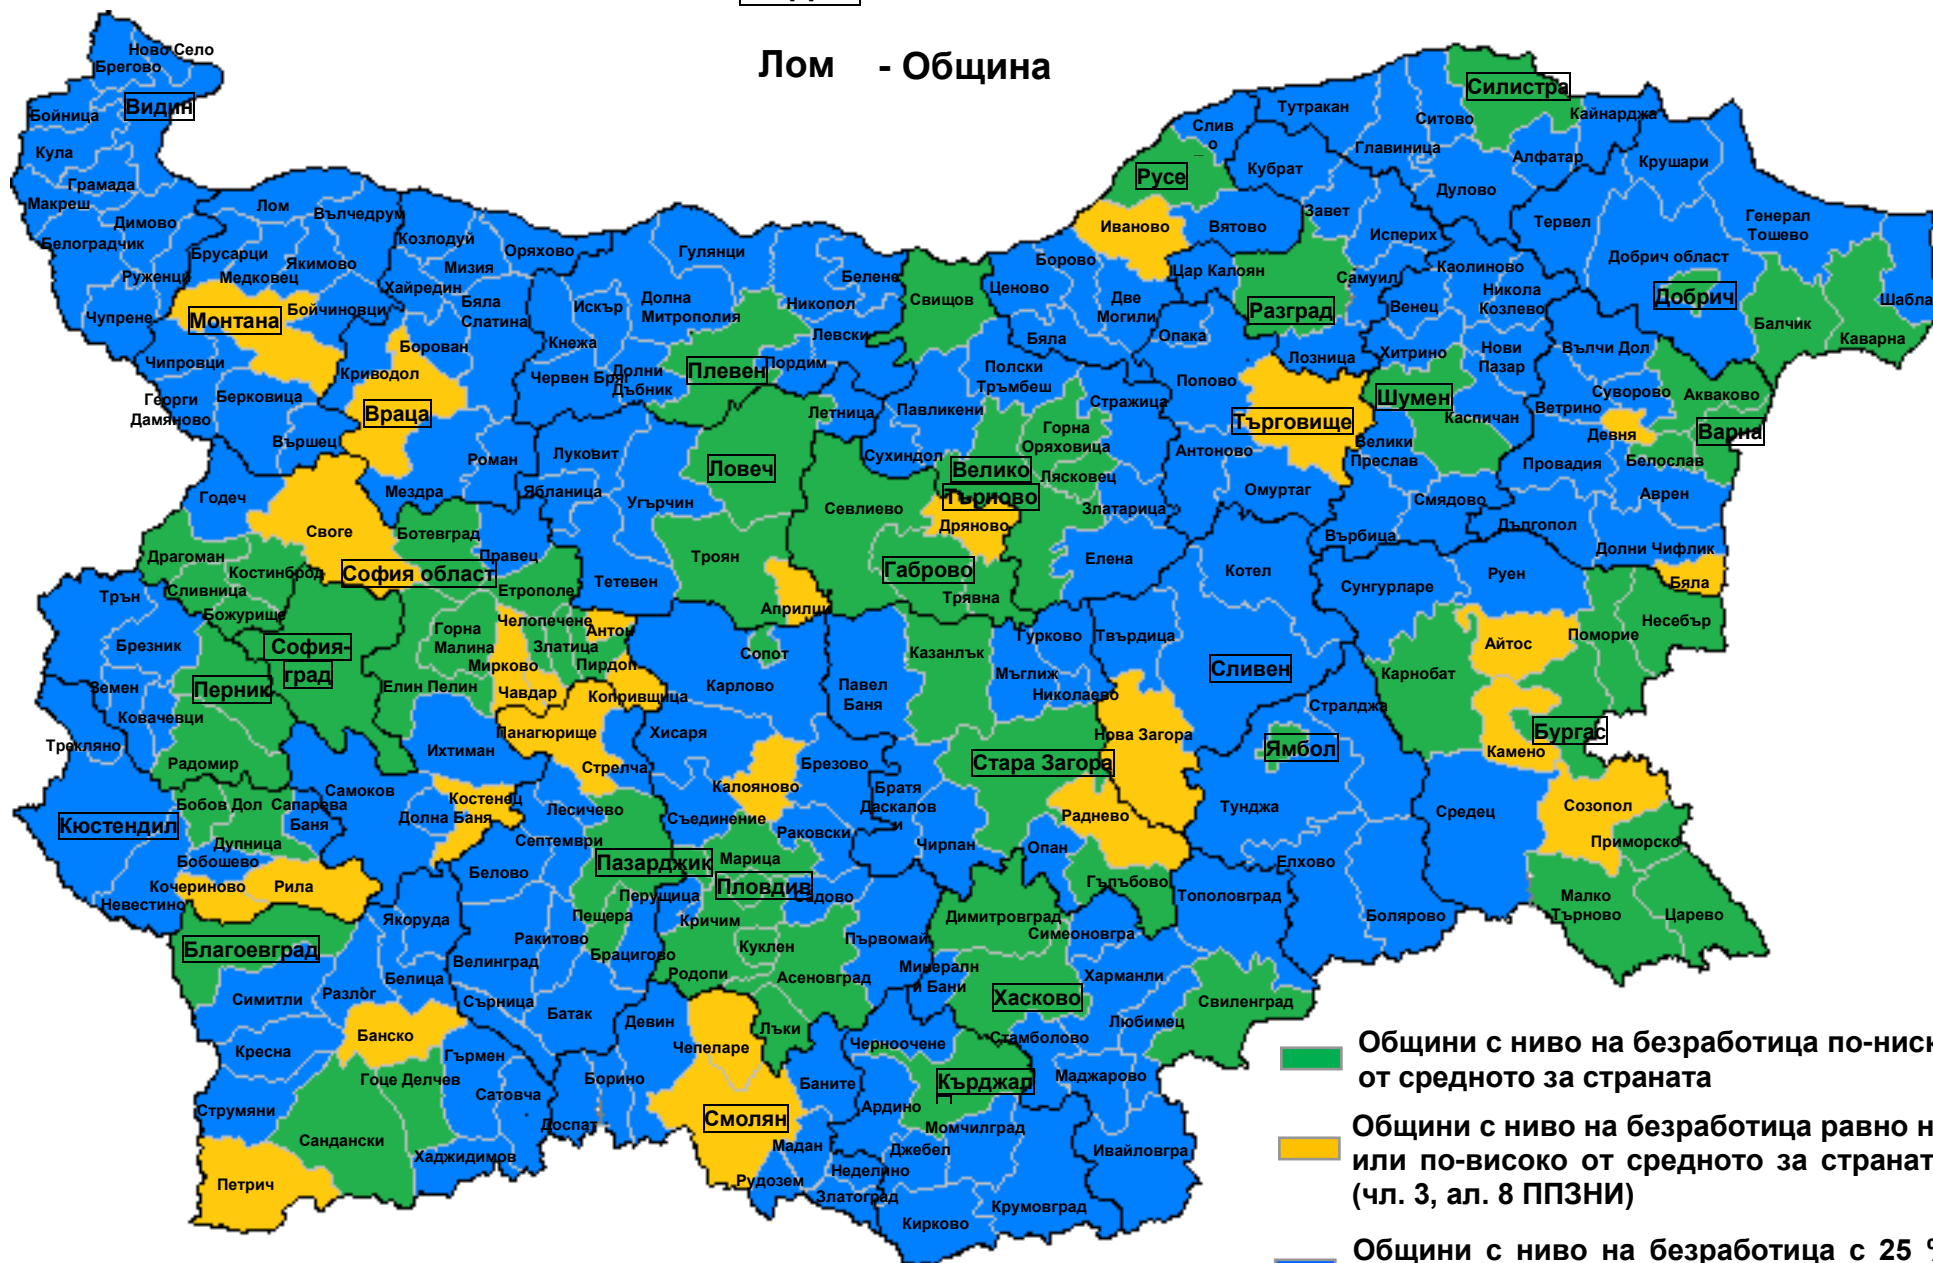 Лом - Община
Ново Село
Брегово
Видин
Бойница
Кула
Грамада
Макреш
Димово
Белоградчик
Руженци
Чупрене
Лом
Вълчедръм
Брусарци
Медковец
Якимово
Монтана
Бойчиновци
Чипровци
Берковица
Георги
Дамяново
Вършец
Козлодуй
Оряхово
Мизия
Хайредин
Бяла
Слатина
Борован
Криводол
Враца
Роман
Мездра
Гулянци
Белене
Искър
Долна
Митрополия
Никопол
Левски
Кнежа
Плевен
Пордим
Долни
Дъбник
Червен Бряг
Летница
Луковит
Ловеч
Ябланица
Угърчин
Троян
Тетевен
Априлци
Свищов
Полски
Тръмбеш
Павликени
Стражица
Горна
Оряховица
Сухиндол
Велико
Търново
Лясковец
Златарица
Елена
Севлиево
Дряново
Габрово
Трявна
Русе
Слив
о
Иваново
Вятово
Борово
Ценово
Две
Могили
Бяла
Кубрат
Завет
Исперих
Цар Калоян
Разград
Самуил
Лозница
Тутракан
Силистра
Ситово
Кайнарджа
Главиница
Алфатар
Дулово
Крушари
Тервел
Генерал
Тошево
Добрич област
Добрич
Шабла
Балчик
Каварна
Опака
Попово
Търговище
Антоново
Омуртаг
Каолиново
Никола
Козлево
Венец
Хитрино
Нови
Пазар
Шумен
Каспичан
Велики
Преслав
Смядово
Върбица
Вълчи Дол
Суворово
Ветрино
Акваково
Девня
Варна
Белослав
Провадия
Аврен
Дългопол
Долни Чифлик
Бяла
Годеч
Своге
Ботевград
Правец
Драгоман
Костинброд
София област
Етрополе
Сливница
Божурище
Челопечене
Антон
Горна
Малина
Златица
Мирково
Пирдоп
Чавдар
Копривщица
Елин Пелин
Ихтиман
Самоков
Костенец
Долна Баня
София-
град
Трън
Брезник
Земен
Перник
Ковачевци
Радомир
Трекляно
Кюстендил
Бобов Дол
Сапарева
Баня
Дупница
Бобошево
Кочериново
Рила
Невестино
Благоевград
Якоруда
Белица
Симитли
Разлог
Банско
Кресна
Гърмен
Гоце Делчев
Сатовча
Струмяни
Сандански
Хаджидимов
Петрич
Панагюрище
Стрелча
Лесичево
Септември
Пазарджик
Белово
Пещера
Ракитово
Брацигово
Велинград
Сърница
Батак
Сопот
Карлово
Хисаря
Брезово
Калояново
Съединение
Раковски
Марица
Пловдив
Перущица
Садово
Кричим
Куклен
Първомай
Родопи
Асеновград
Лъки
Девин
Чепеларе
Борино
Баните
Смолян
Доспат
Мадан
Неделино
Рудозем
Златоград
Казанлък
Гурково
Мъглиж
Николаево
Павел
Баня
Стара Загора
Братя
Даскалов
и
Раднево
Чирпан
Опан
Гълъбово
Котел
Твърдица
Сливен
Нова Загора
Стралджа
Ямбол
Тунджа
Елхово
Болярово
Сунгурларе
Руен
Несебър
Поморие
Айтос
Карнобат
Бургас
Камено
Средец
Созопол
Приморско
Малко
Търново
Царево
Тополовград
Димитровград
Симеоновгра
Минералн
и Бани
Харманли
Хасково
Свиленград
Любимец
Стамболово
Маджарово
Ивайловгра
Черноочене
Кърджал
Ардино
Момчилград
Джебел
Крумовград
Кирково
Общини с ниво на безработица по-ниск
от средното за страната
Общини с ниво на безработица равно н
или по-високо от средното за странат
(чл. 3, ал. 8 ППЗНИ)
Общини с ниво на безработица с 25 %